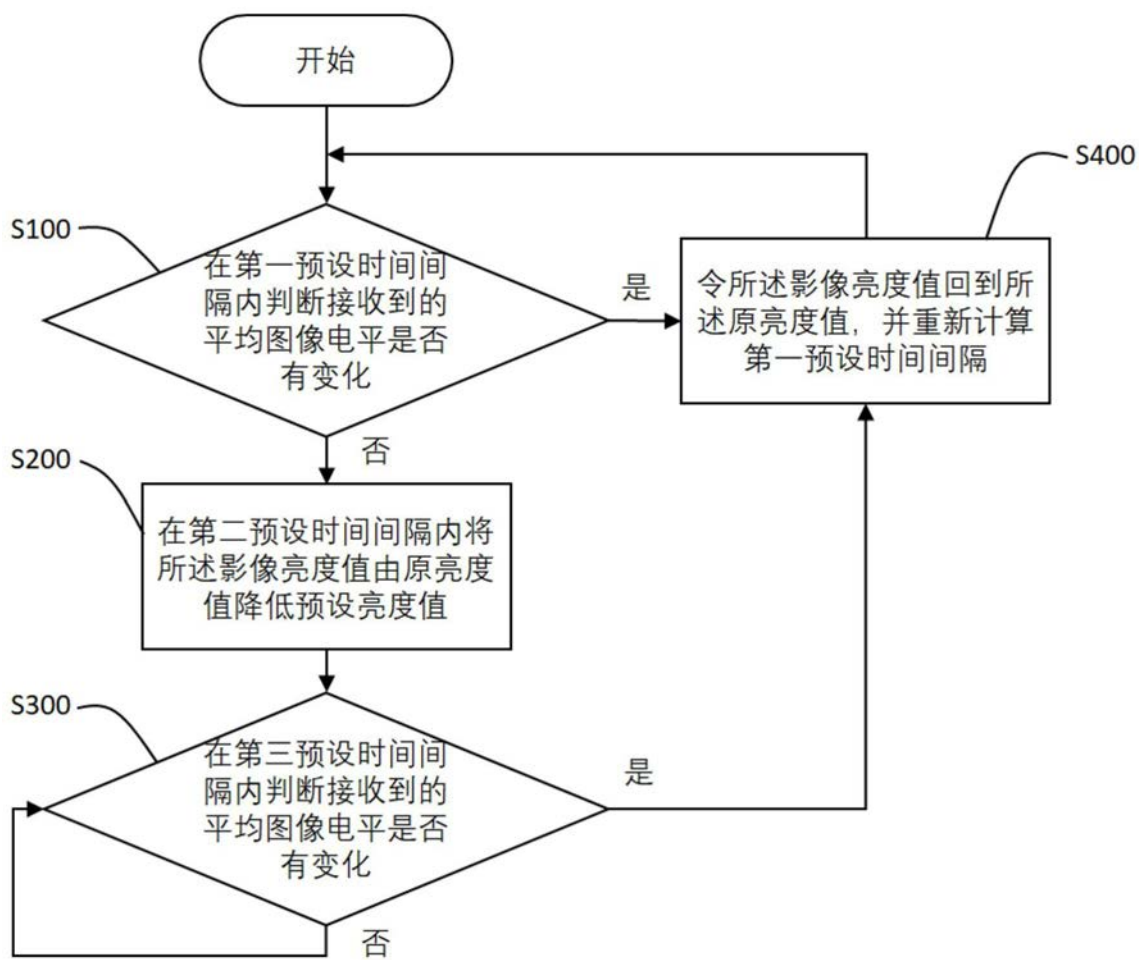 开始
S400
S100
在第一预设时间间
隔内判断接收到的
平均图像电平是否
有变化
是
令所述影像亮度值回到所
述原亮度值，并重新计算
第一预设时间间隔
否
S200
在第二预设时间间隔内将
所述影像亮度值由原亮度
值降低预设亮度值
S300
在第三预设时间间
隔内判断接收到的
平均图像电平是否
有变化
是
否